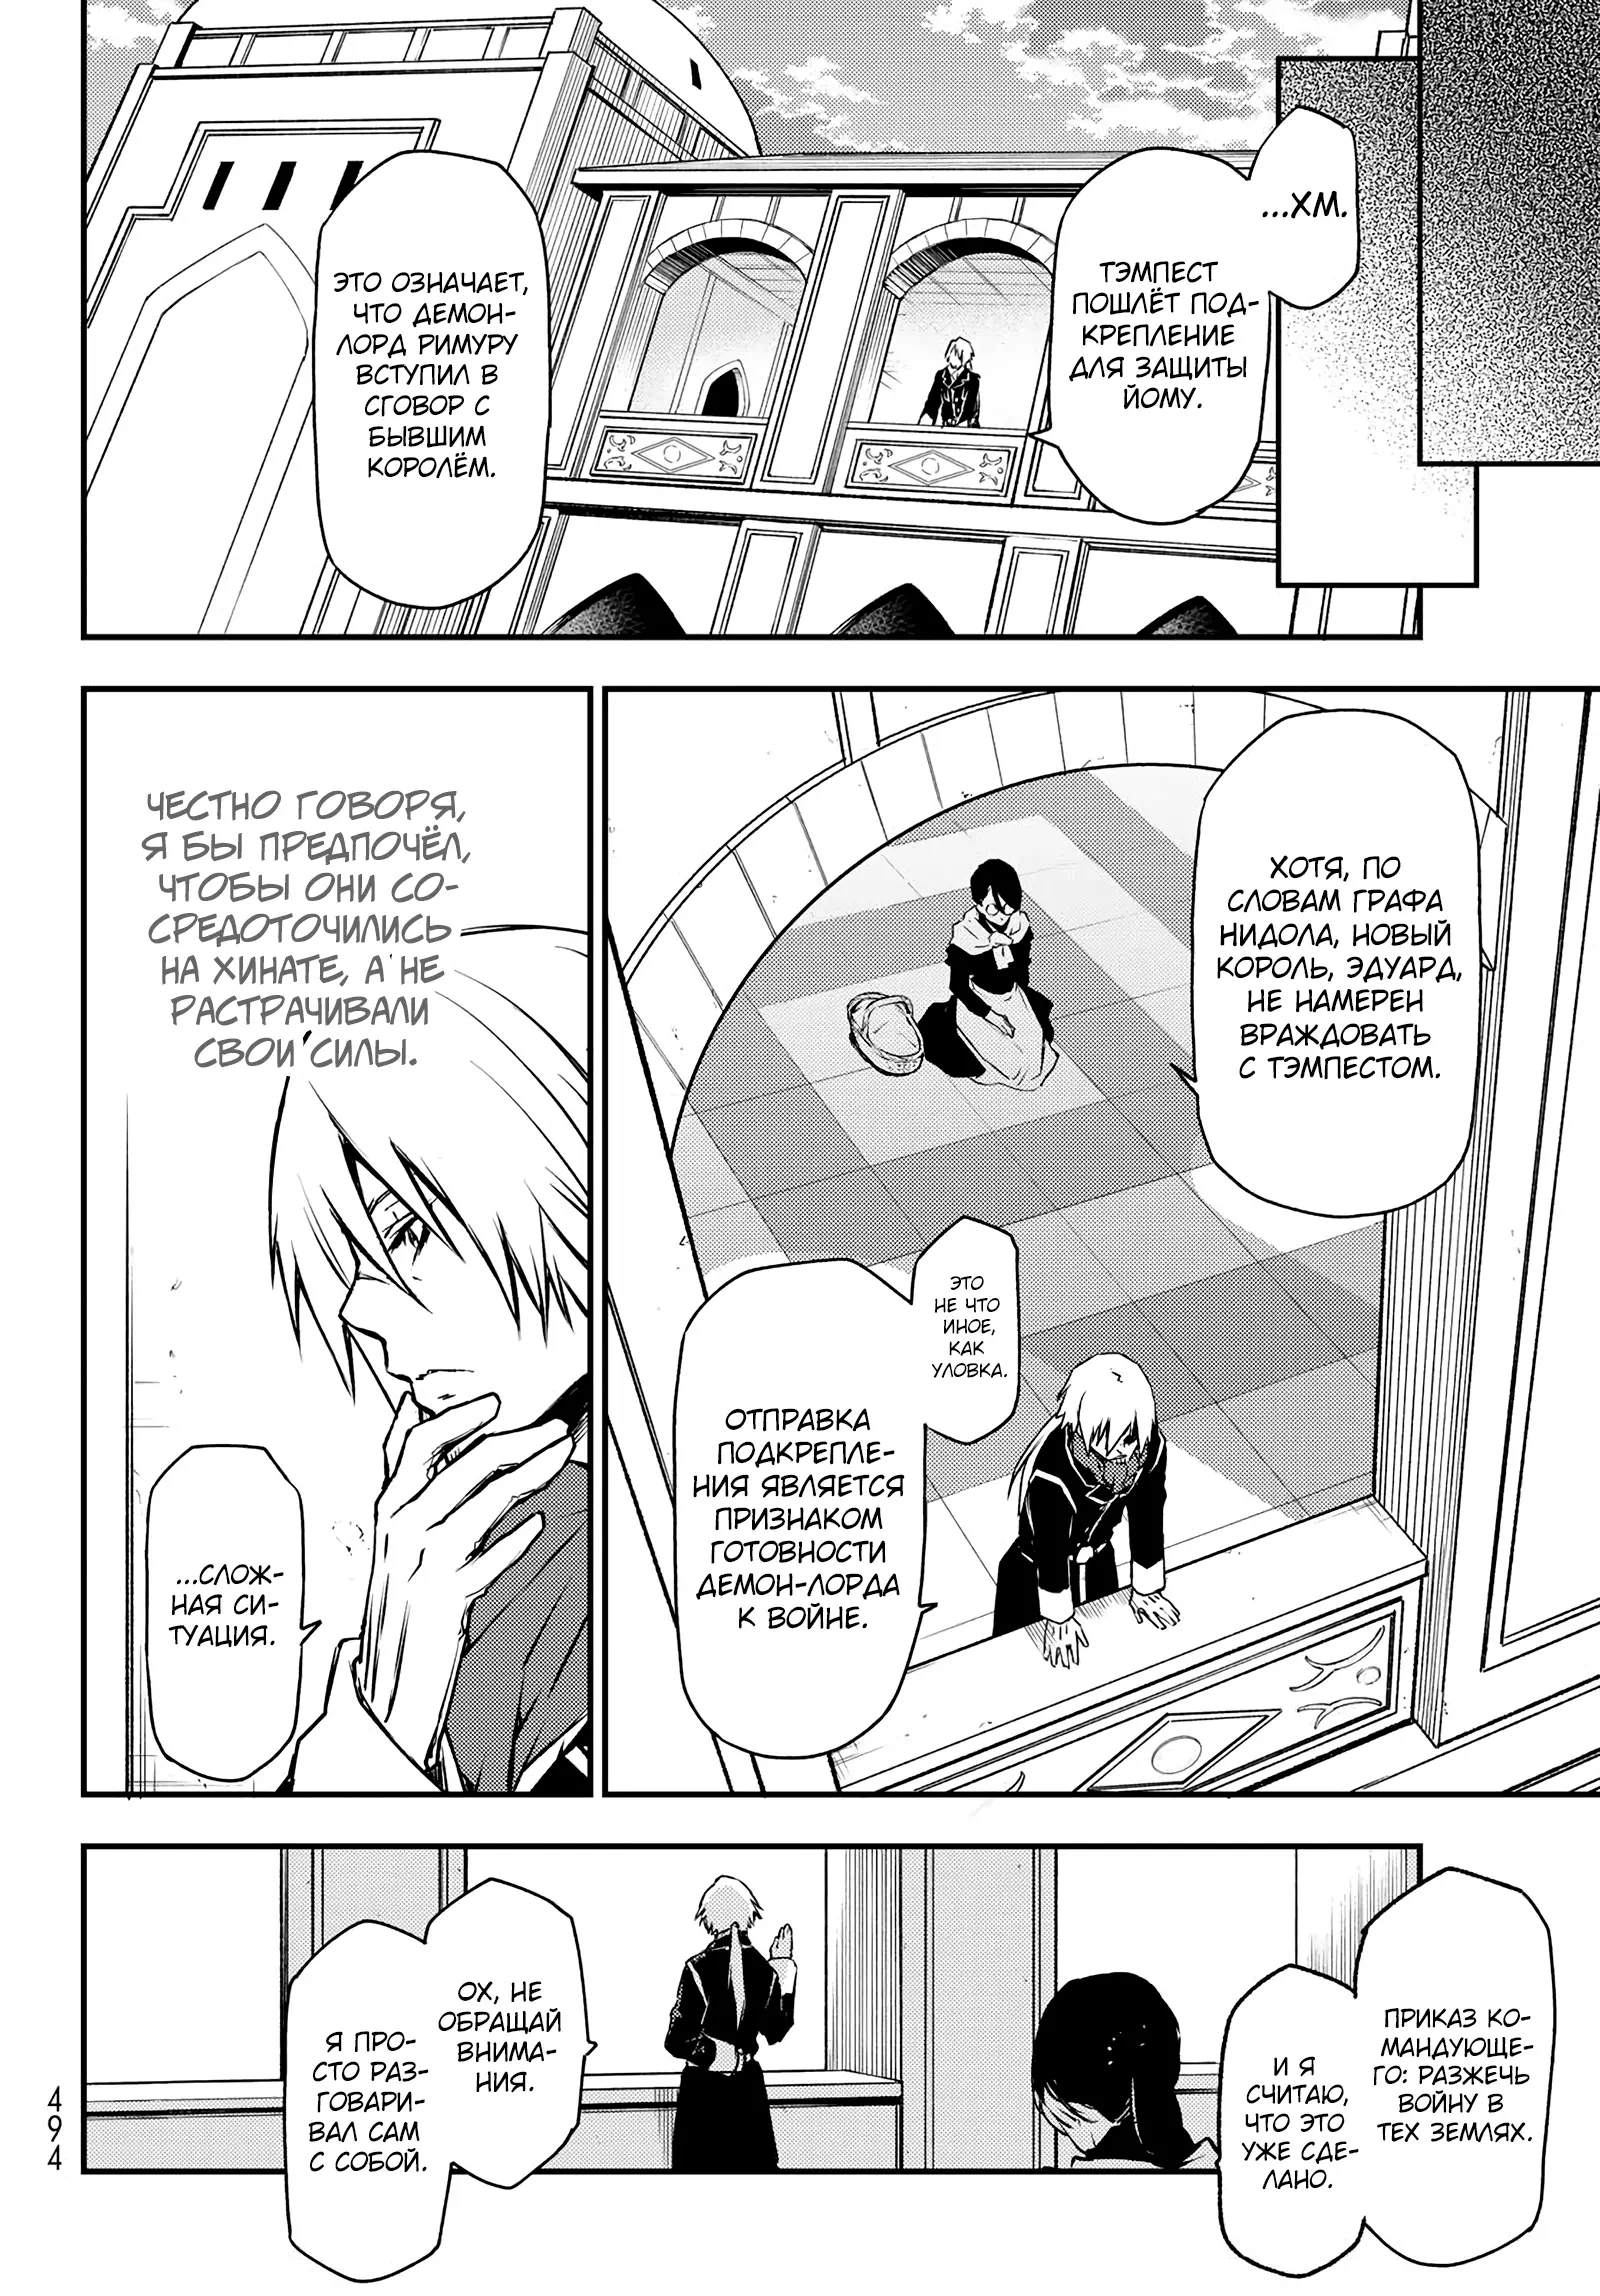 ...ХМ.
ТЭМПЕСТ
ПОШЛЁТ ПОД-
КРЕПЛЕНИЕ
ДЛЯ ЗАЩИТЫ
ЙОМУ.
ЭТО ОЗНАЧАЕТ,
ЧТО ДЕМОН-
ЛОРД РИМУРУ
ВСТУПИЛ В
СГОВОР С
БЫВШИМ
КОРОЛЁМ.
ХОТЯ, ПО
СЛОВАМ ГРАФА
НИДОЛА, НОВЫЙ
КОРОЛЬ, ЭДУАРД,
НЕ НАМЕРЕН
ВРАЖДОВАТЬ
С ТЭМПЕСТОМ.
ЭТО
НЕ ЧТО
ИНОЕ,
КАК
УЛОВКА.
ОТПРАВКА
ПОДКРЕПЛЕ-
НИЯ ЯВЛЯЕТСЯ
ПРИЗНАКОМ
ГОТОВНОСТИ
ДЕМОН-ЛОРДА
К ВОЙНЕ.
ЧЕСТНО ГОВОРЯ,
Я БЫ ПРЕДПОЧЁЛ,
ЧТОБЫ ОНИ СО-
СРЕДОТОЧИЛИСЬ
НА ХИНАТЕ, А НЕ
РАСТРАЧИВАЛИ
СВОИ СИЛЫ.
...СЛОЖ-
НАЯ СИ-
ТУАЦИЯ.
ПРИКАЗ КО-
МАНДУЮЩЕ-
ГО: РАЗЖЕЧЬ
ВОЙНУ В
ТЕХ ЗЕМЛЯХ.
И Я
СЧИТАЮ,
ЧТО ЭТО
УЖЕ СДЕ-
ЛАНО.
ОХ, НЕ
ОБРАЩАЙ
ВНИМА-
НИЯ.
Я ПРО-
СТО РАЗ-
ГОВАРИ-
ВАЛ САМ
С СОБОЙ.
494